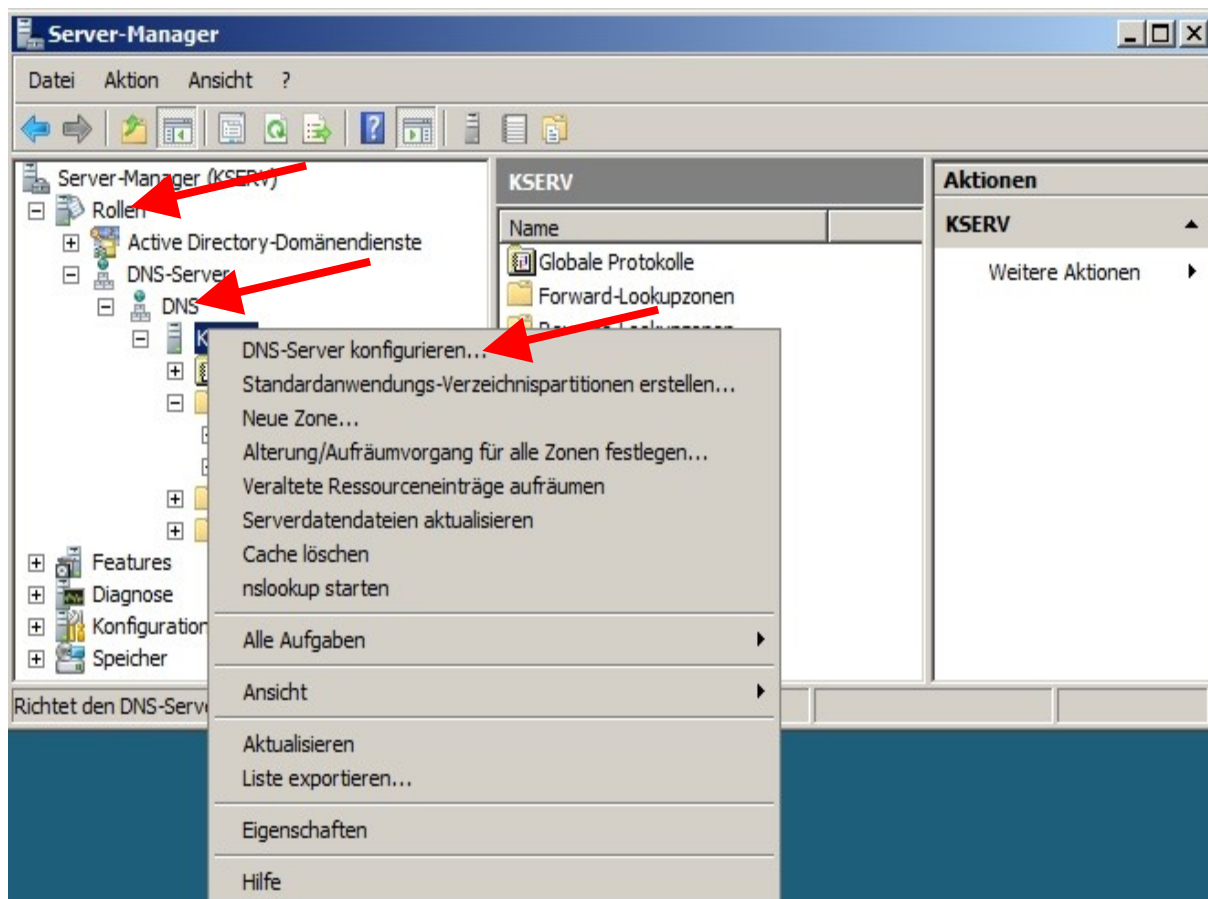 Server-Manager
Datei Aktion Ansicht ?
Server-Manager (KSERV)
Rollen
Active Directory-Domänendienste
DNS-Server
DNS
K
Features
Diagnose
Konfiguration
Speicher
KSERV
Name
Globale Protokolle
Forward-Lookupzonen
Aktionen
KSERV
Weitere Aktionen
DNS-Server konfigurieren...
Standardanwendungs-Verzeichnispartitionen erstellen...
Neue Zone...
Alterung/Aufräumvorgang für alle Zonen festlegen...
Veraltete Ressourceneinträge aufräumen
Serverdatendateien aktualisieren
Cache löschen
nslookup starten
Alle Aufgaben
Ansicht
Aktualisieren
Liste exportieren...
Eigenschaften
Hilfe
Richtet den DNS-Serv